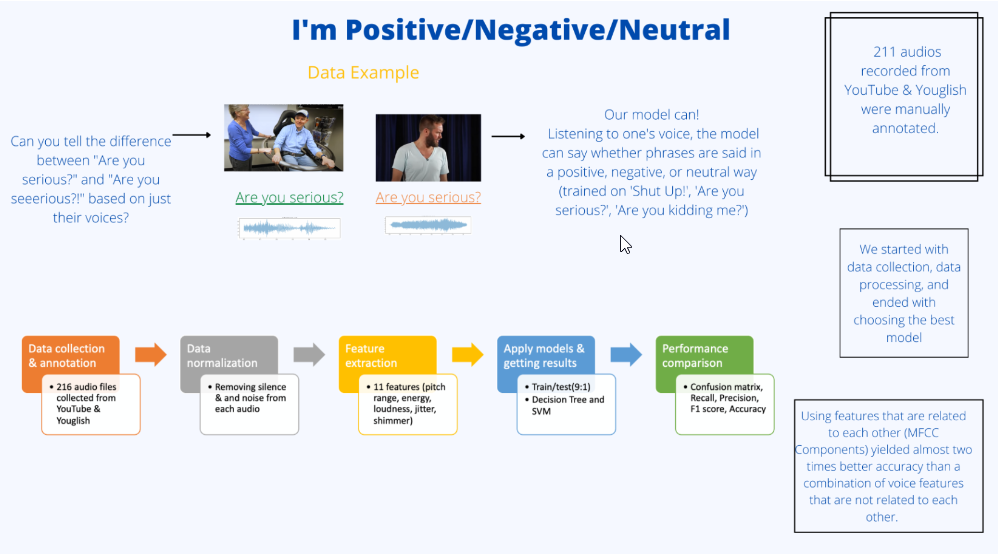 I'm Positive/Negative/Neutral
Data Example
Can you tell the difference
between "Are you
serious?" and "Are you
seeerious?!" based on just
their voices?
Are you serious?
Are you serious?
Our model can!
Listening to one's voice, the model
can say whether phrases are said in
a positive, negative, or neutral way
(trained on 'Shut Up!', 'Are you
serious?', 'Are you kidding me?')
211 audios
recorded from
YouTube & Youglish
were manually
annotated.
We started with
data collection, data
processing, and
ended with
choosing the best
model
Data collection
& annotation
• 216 audio files
collected from
YouTube &
Youglish
Data
normalization
• Removing silence
& and noise from
each audio
Feature
extraction
• 11 features (pitch
range, energy,
loudness, jitter,
shimmer)
Apply models &
getting results
• Train/test(9:1)
• Decision Tree and
SVM
Performance
comparison
• Confusion matrix,
Recall, Precision,
F1 score, Accuracy
Using features that are related
to each other (MFCC
Components) yielded almost two
times better accuracy than a
combination of voice features
that are not related to each
other.